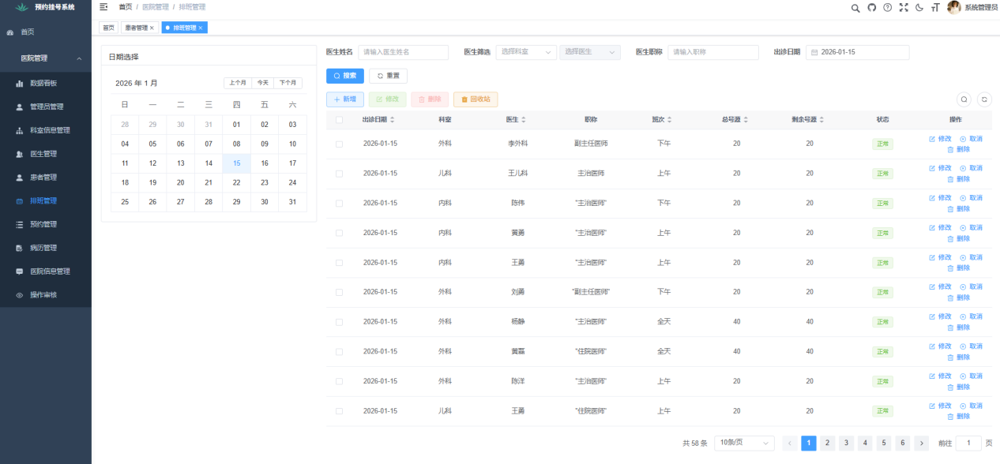 预约挂号系统
首页 / 医院管理 / 排班管理
系统管理员
首页
患者管理 ×
排班管理 ×
首页
医院管理
数据看板
管理员管理
科室信息管理
医生管理
患者管理
排班管理
预约管理
病历管理
医院信息管理
操作审核
日期选择
2026 年 1 月
上个月 今天 下个月
日 一 二 三 四 五 六
28 29 30 31 01 02 03
04 05 06 07 08 09 10
11 12 13 14 15 16 17
18 19 20 21 22 23 24
25 26 27 28 29 30 31
医生姓名 请输入医生姓名 医生筛选 选择科室 选择医生 医生职称 请输入职称 出诊日期 2026-01-15
搜索 重置
+ 新增 修改 删除 回收站
出诊日期 科室 医生 职称 班次 总号源 剩余号源 状态 操作
2026-01-15 外科 李外科 副主任医师 下午 20 20 正常 修改 取消
删除
2026-01-15 儿科 王儿科 主治医师 上午 20 20 正常 修改 取消
删除
2026-01-15 内科 陈伟 "主治医师" 下午 20 20 正常 修改 取消
删除
2026-01-15 内科 黄勇 "主治医师" 上午 20 20 正常 修改 取消
删除
2026-01-15 内科 王勇 "主治医师" 上午 20 20 正常 修改 取消
删除
2026-01-15 外科 刘勇 "副主任医师" 下午 20 20 正常 修改 取消
删除
2026-01-15 外科 杨静 "主治医师" 全天 40 40 正常 修改 取消
删除
2026-01-15 外科 黄磊 "住院医师" 全天 40 40 正常 修改 取消
删除
2026-01-15 外科 陈洋 "主治医师" 上午 20 20 正常 修改 取消
删除
2026-01-15 儿科 王勇 "住院医师" 上午 20 20 正常 修改 取消
删除
共 58 条 10条/页 < 1 2 3 4 5 6 > 前往 1 页